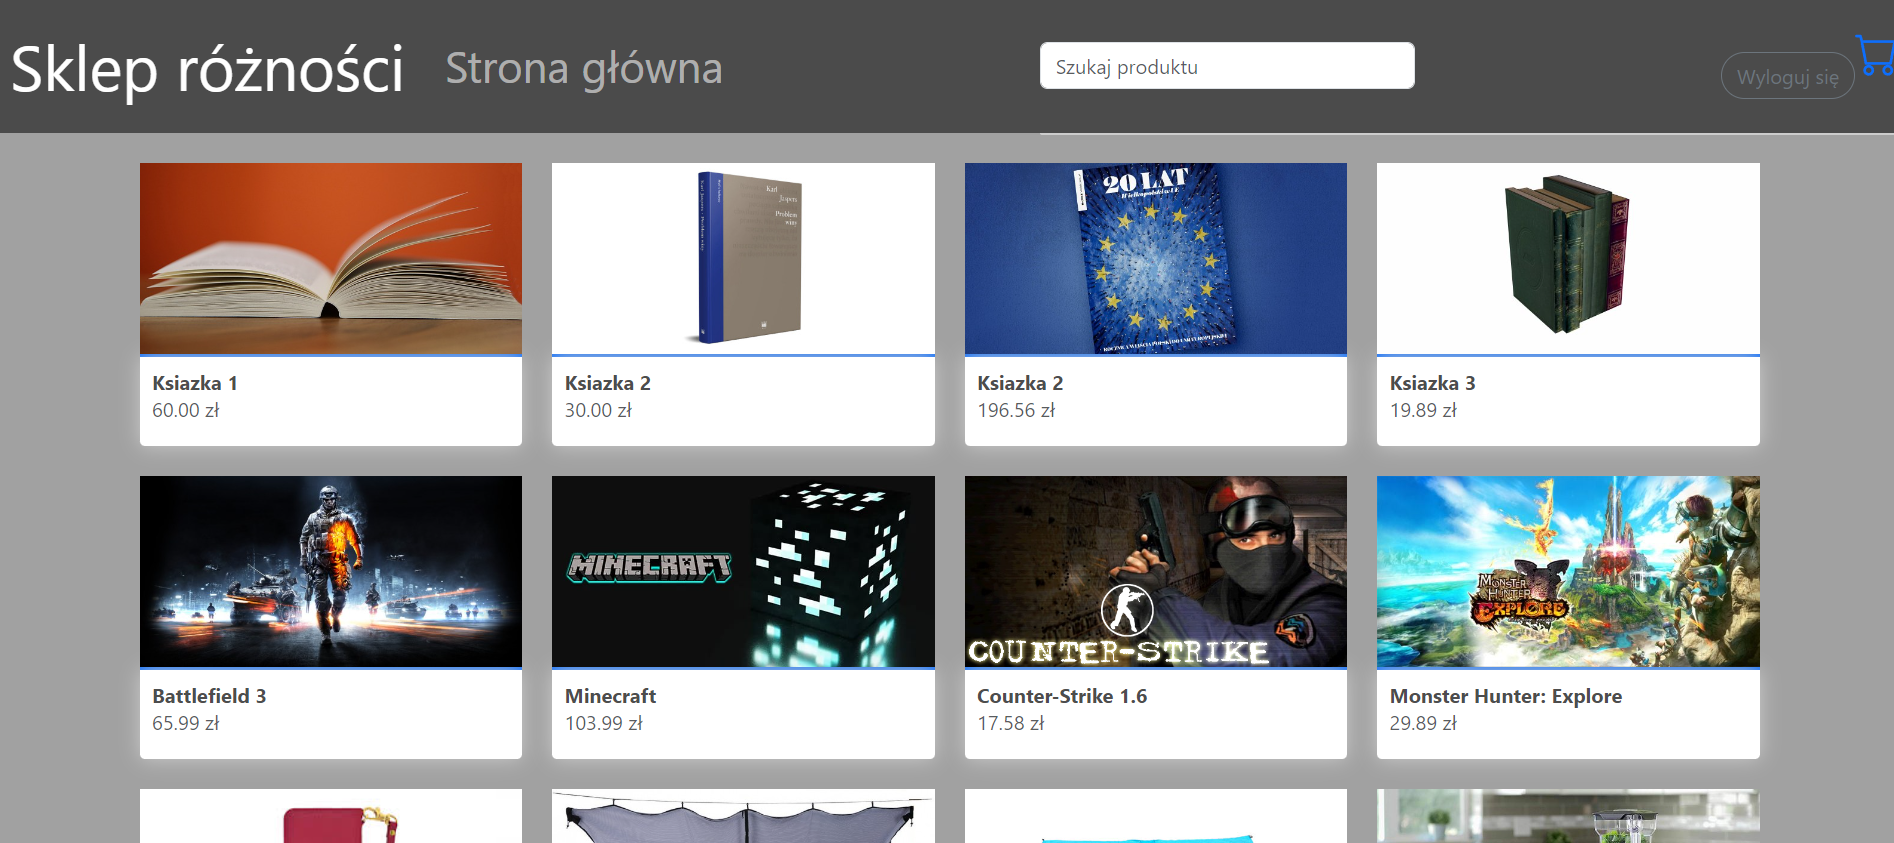 Sklep różności
Strona główna
Szukaj produktu
Wyloguj się
Karl
Jaspers
Problem
winy
20 LAT
Wielkopolski w UE
Ksiazka 1
60.00 zł
Ksiazka 2
30.00 zł
Ksiazka 2
196.56 zł
Ksiazka 3
19.89 zł
MINECRAFT
COUNTER-STRIKE
MONSTER
HUNTER
EXPLORE
Battlefield 3
65.99 zł
Minecraft
103.99 zł
Counter-Strike 1.6
17.58 zł
Monster Hunter: Explore
29.89 zł